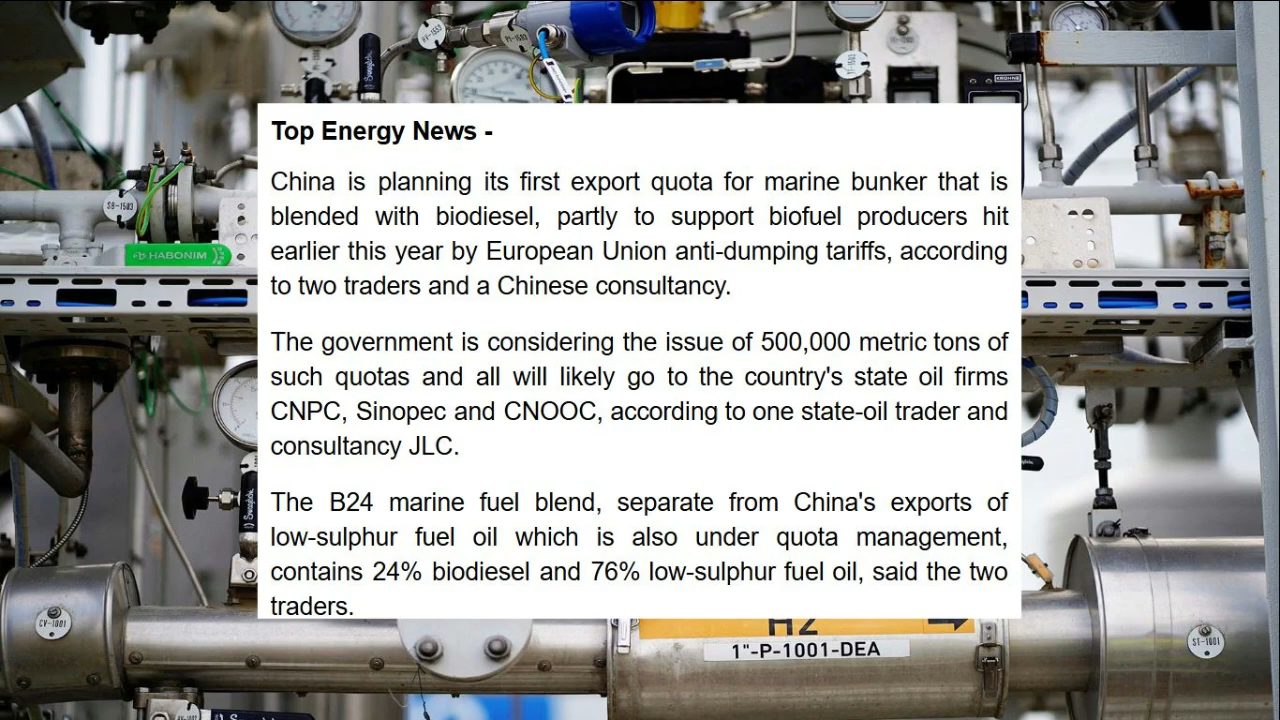 Top Energy News -
China is planning its first export quota for marine bunker that is
blended with biodiesel, partly to support biofuel producers hit
earlier this year by European Union anti-dumping tariffs, according
to two traders and a Chinese consultancy.
The government is considering the issue of 500,000 metric tons of
such quotas and all will likely go to the country's state oil firms
CNPC, Sinopec and CNOOC, according to one state-oil trader and
consultancy JLC.
The B24 marine fuel blend, separate from China's exports of
low-sulphur fuel oil which is also under quota management,
contains 24% biodiesel and 76% low-sulphur fuel oil, said the two
traders.
KROHNE
Swagelok
SB-1503
HABONIM
Swagelok
CV-1001
H2
1"-P-1001-DEA
ST-1001